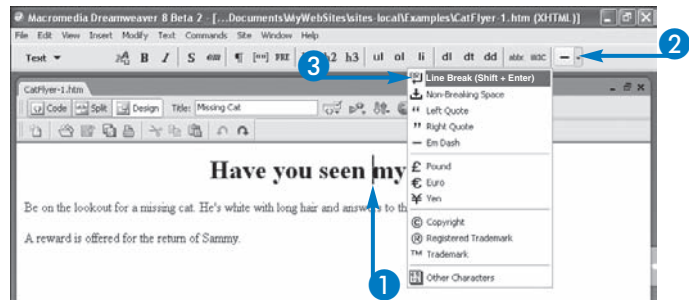 Macromedia Dreamweaver 8 Beta 2 - [...Documents\MyWebSites\sites-local\Examples\CatFlyer-1.htm (XHTML)]
File Edit View Insert Modify Text Commands Site Window Help
Text B I S em ¶ [""] PRE h2 h3 ul ol li dl dt dd abbr. W3C
2
3
Line Break (Shift + Enter)
CatFlyer-1.htm
Non-Breaking Space
Code Split Design Title: Missing Cat
“ Left Quote
” Right Quote
— Em Dash
Have you seen my
£ Pound
€ Euro
¥ Yen
Be on the lookout for a missing cat. He's white with long hair and answers to th
© Copyright
A reward is offered for the return of Sammy.
® Registered Trademark
TM Trademark
Other Characters
1